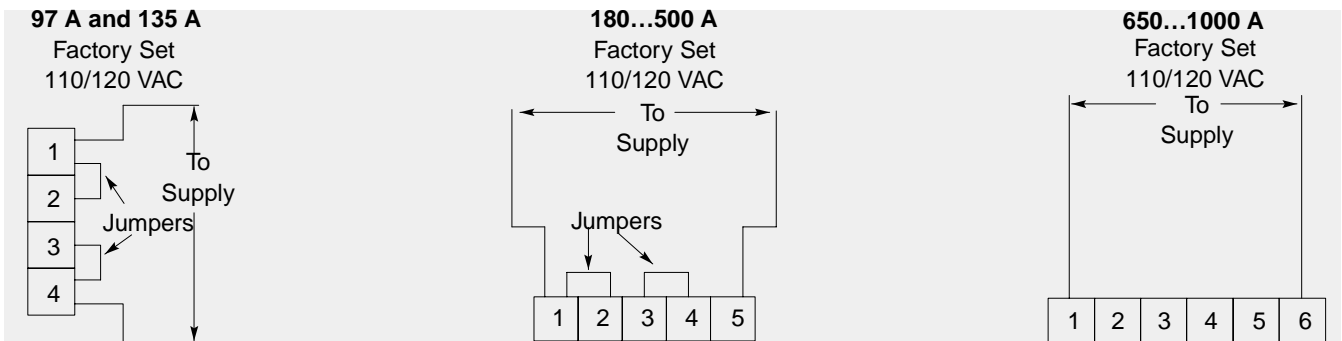 97 A and 135 A
Factory Set
110/120 VAC
1
2
3
4
To
Supply
Jumpers
180…500 A
Factory Set
110/120 VAC
To
Supply
Jumpers
1 2 3 4 5
650…1000 A
Factory Set
110/120 VAC
To
Supply
1 2 3 4 5 6